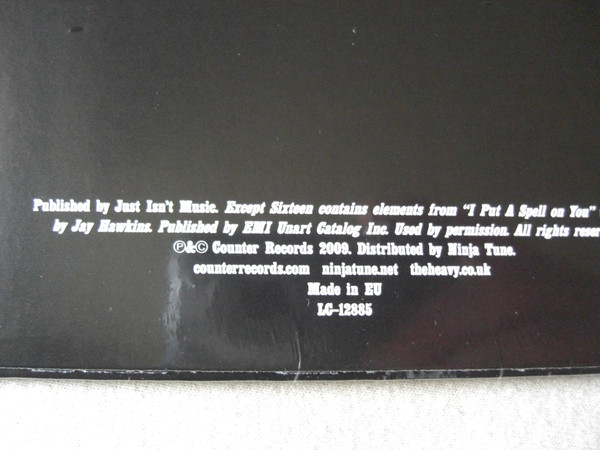 Published by Just Isn't Music. Except Sixteen contains elements from "I Put A Spell on You"
by Jay Hawkins. Published by EMI Unart Catalog Inc. Used by permission. All rights reser
℗&© Counter Records 2009. Distributed by Ninja Tune.
counterrecords.com ninjatune.net theheavy.co.uk
Made in EU
LC-12885